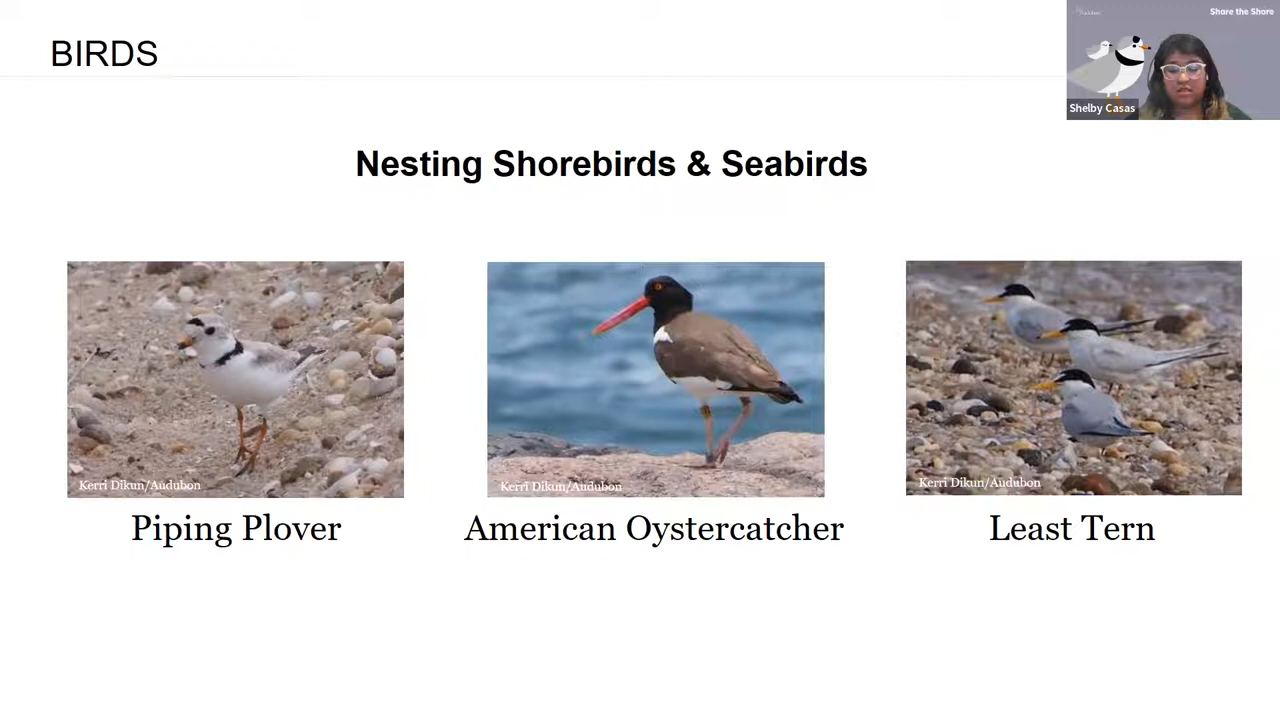 BIRDS
Audubon
Share the Shore
Shelby Casas
Nesting Shorebirds & Seabirds
Kerri Dikun/Audubon
Kerri Dikun/Audubon
Kerri Dikun/Audubon
Piping Plover
American Oystercatcher
Least Tern